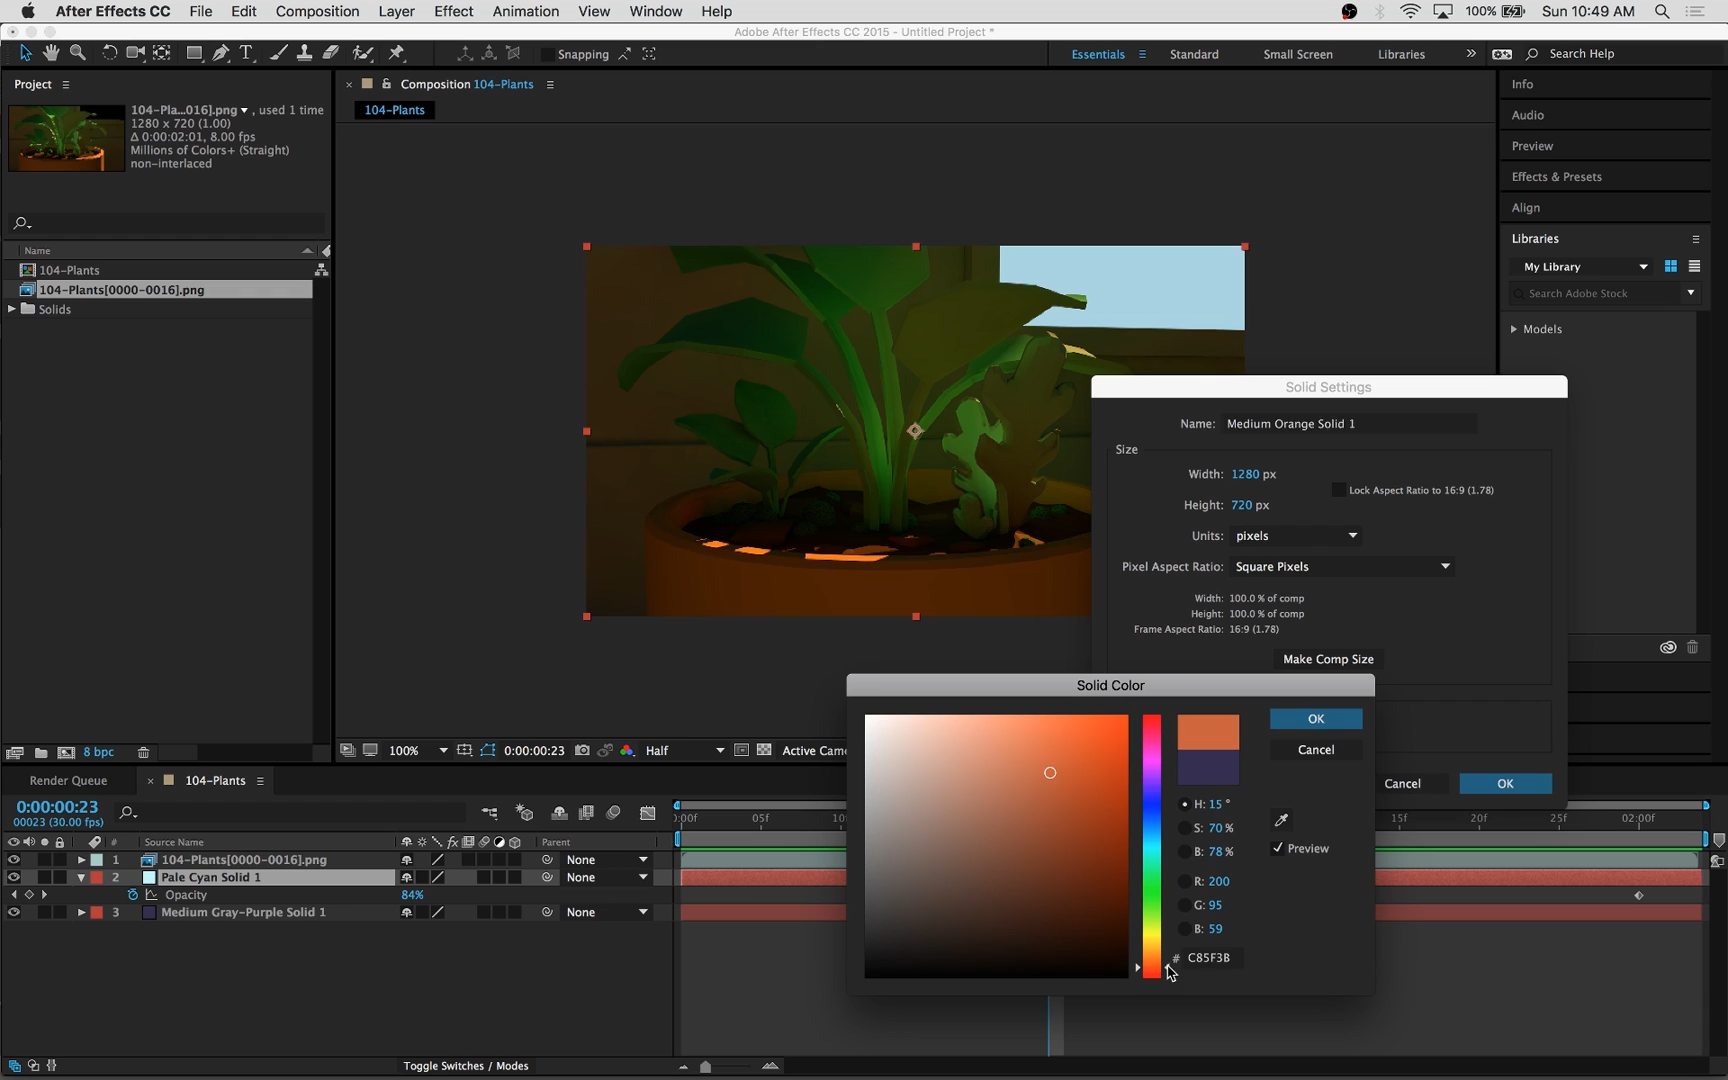 After Effects CC File Edit Composition Layer Effect Animation View Window Help 100% Sun 10:49 AM
Adobe After Effects CC 2015 - Untitled Project *
Snapping Essentials Standard Small Screen Libraries Search Help
Project
104-Pla...016].png, used 1 time
1280 x 720 (1.00)
Δ 0:00:02:01, 8.00 fps
Millions of Colors+ (Straight)
non-interlaced
Name
104-Plants
104-Plants[0000-0016].png
Solids
8 bpc
Composition 104-Plants
104-Plants
100% 0:00:00:23 Half Active Came
Info
Audio
Preview
Effects & Presets
Align
Libraries
My Library
Search Adobe Stock
Models
Solid Settings
Name: Medium Orange Solid 1
Size
Width: 1280 px
Lock Aspect Ratio to 16:9 (1.78)
Height: 720 px
Units: pixels
Pixel Aspect Ratio: Square Pixels
Width: 100.0 % of comp
Height: 100.0 % of comp
Frame Aspect Ratio: 16:9 (1.78)
Make Comp Size
Cancel OK
Solid Color
OK
Cancel
H: 15 °
S: 70 %
B: 78 %
Preview
R: 200
G: 95
B: 59
# C85F3B
Render Queue 104-Plants
0:00:00:23
00023 (30.00 fps)
:00f 05f 10 15f 20f 25f 02:00f
# Source Name Parent
1 104-Plants[0000-0016].png None
2 Pale Cyan Solid 1 None
Opacity 84%
3 Medium Gray-Purple Solid 1 None
Toggle Switches / Modes